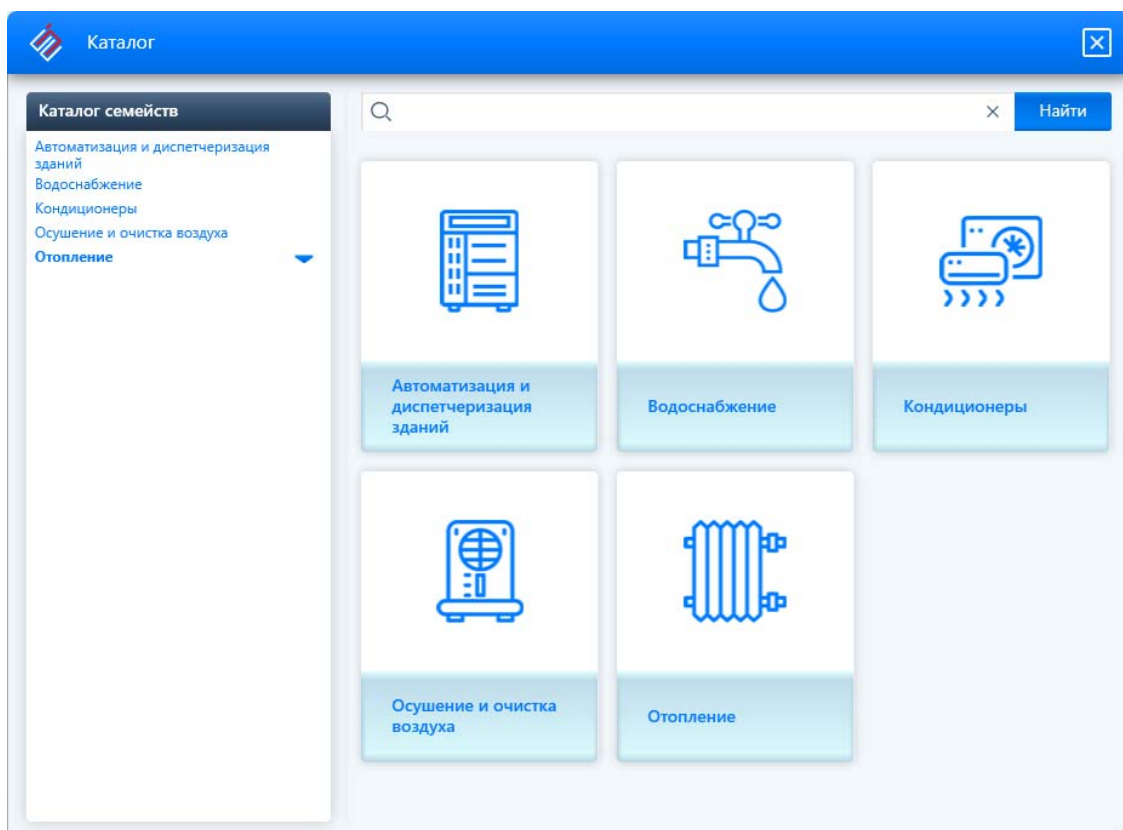 Каталог
Каталог семейств
Автоматизация и диспетчеризация
зданий
Водоснабжение
Кондиционеры
Осушение и очистка воздуха
Отопление
Найти
Автоматизация и
диспетчеризация
зданий
Водоснабжение
Кондиционеры
Осушение и очистка
воздуха
Отопление